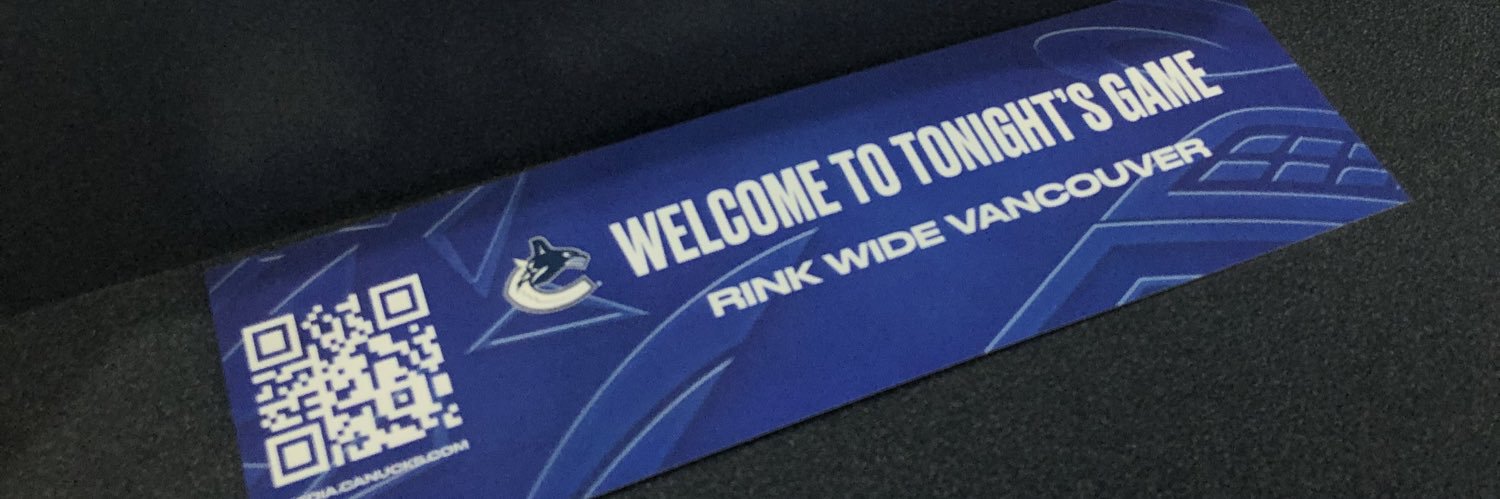 WELCOME TO TONIGHT'S GAME
RINK WIDE VANCOUVER